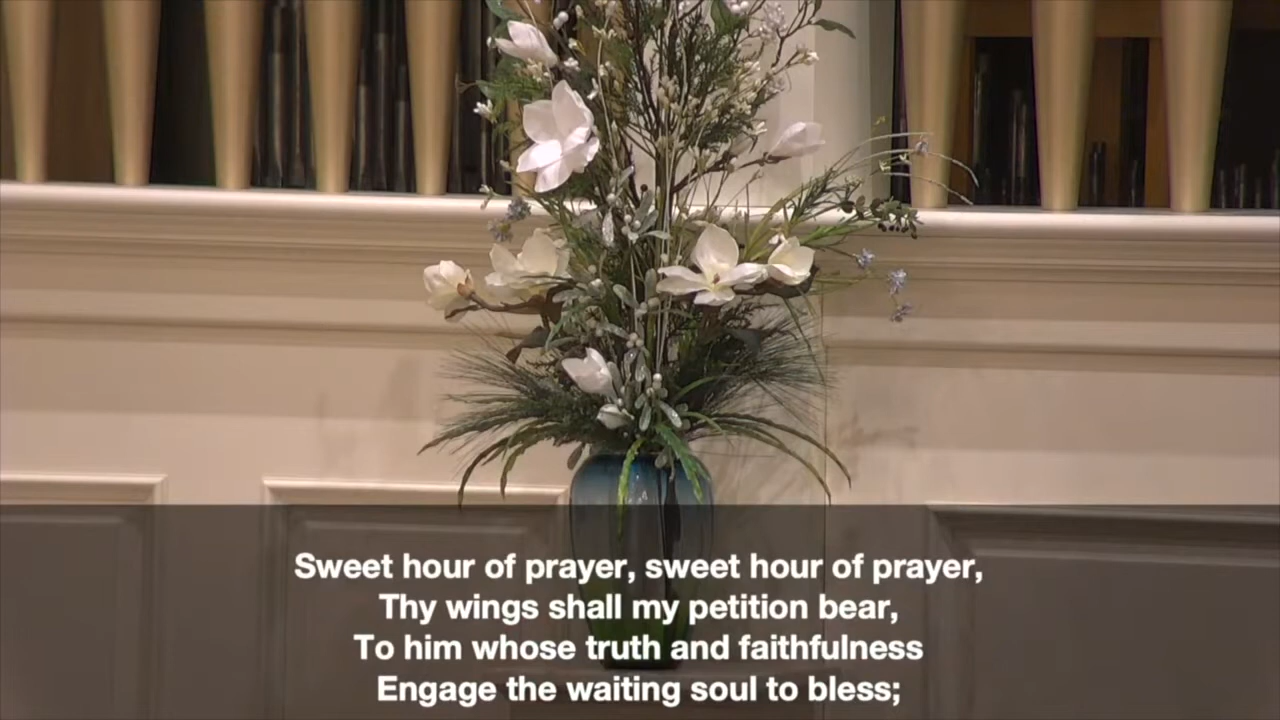 Sweet hour of prayer, sweet hour of prayer,
Thy wings shall my petition bear,
To him whose truth and faithfulness
Engage the waiting soul to bless;